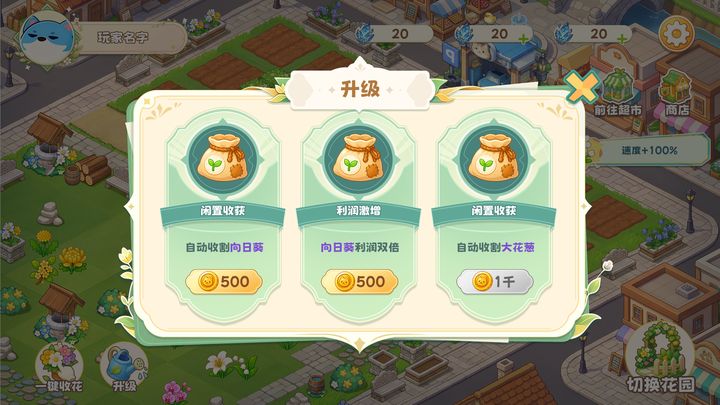 玩家名字
20
20
20
升级
前往超市
商店
速度+100%
闲置收获
利润激增
闲置收获
自动收割向日葵
向日葵利润双倍
自动收割大花葱
500
500
1千
一键收花
升级
切换花园